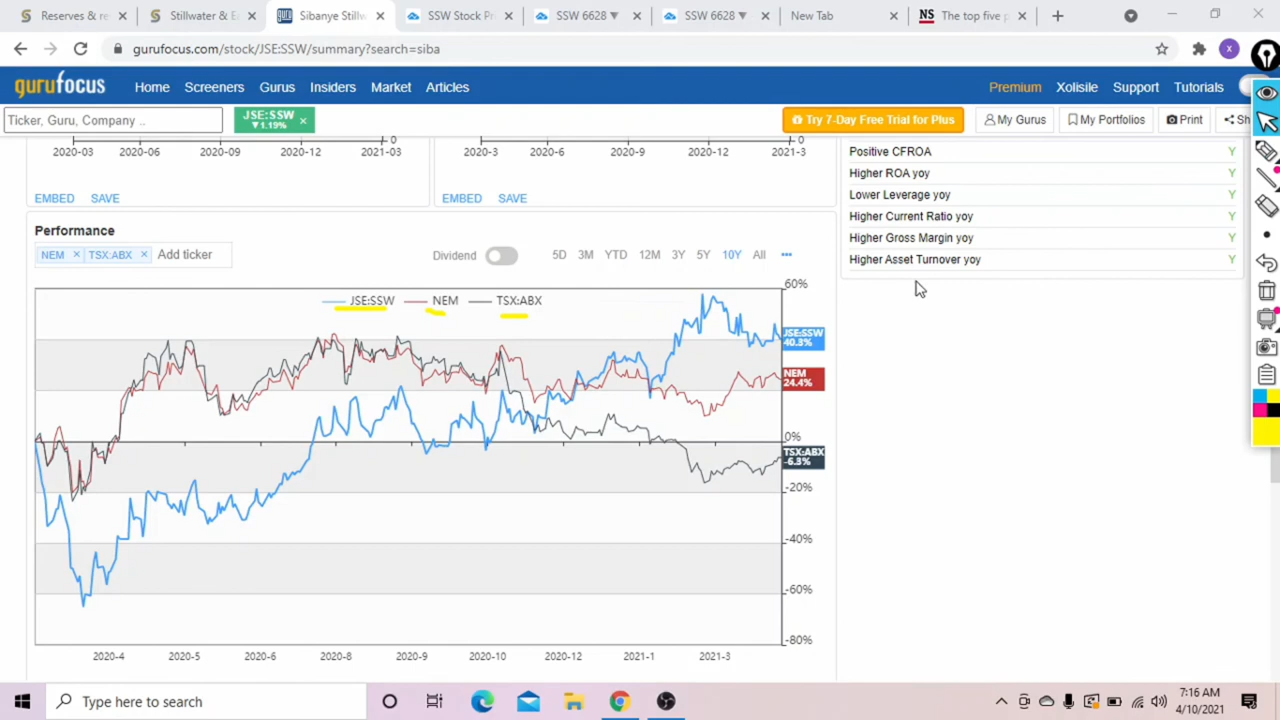 Reserves & re
Stillwater & E
Sibanye Stillw
SSW Stock Pr
SSW 6628 ▼
SSW 6628 ▼
New Tab
NS The top five p
gurufocus.com/stock/JSE:SSW/summary?search=siba
X
gurufocus Home Screeners Gurus Insiders Market Articles Premium Xolisile Support Tutorials
Ticker, Guru, Company ..
JSE:SSW
▼1.19%
Try 7-Day Free Trial for Plus
My Gurus
My Portfolios
Print
Sh
0
0
2020-03 2020-06 2020-09 2020-12 2021-03
2020-3 2020-6 2020-9 2020-12 2021-3
EMBED SAVE
EMBED SAVE
Positive CFROA Y
Higher ROA yoy Y
Lower Leverage yoy Y
Higher Current Ratio yoy Y
Higher Gross Margin yoy Y
Higher Asset Turnover yoy Y
Performance
NEM × TSX:ABX × Add ticker
Dividend
5D 3M YTD 12M 3Y 5Y 10Y All
JSE:SSW NEM TSX:ABX
60%
JSE:SSW
40.3%
NEM
24.4%
0%
TSX:ABX
-6.3%
-20%
-40%
-60%
-80%
2020-4 2020-5 2020-6 2020-8 2020-9 2020-10 2020-12 2021-1 2021-3
Type here to search
7:16 AM
4/10/2021